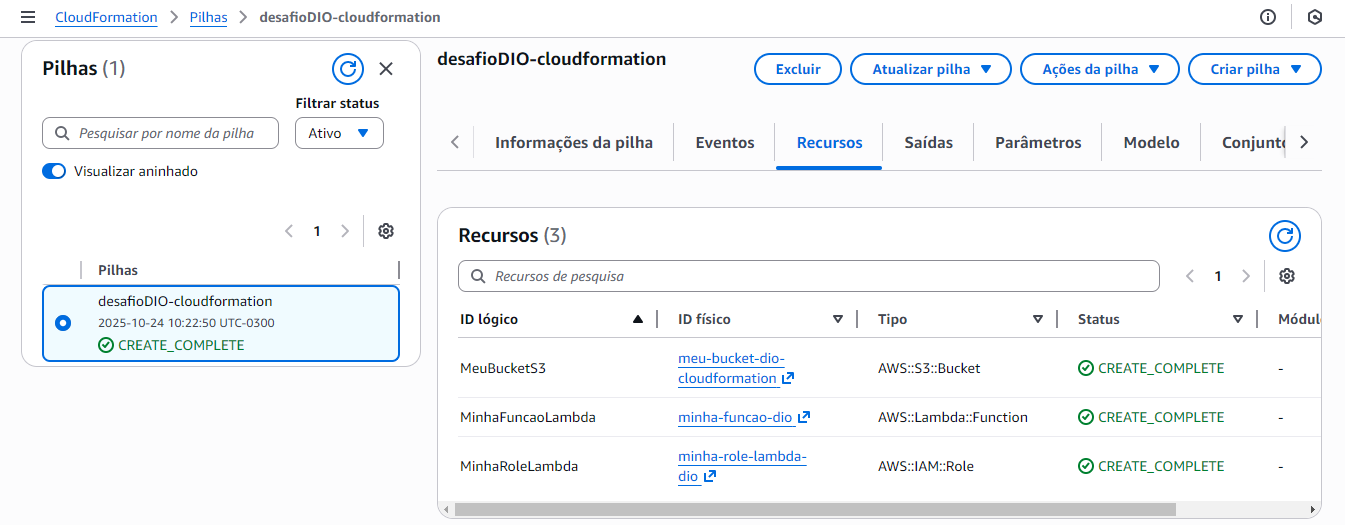 CloudFormation > Pilhas > desafioDIO-cloudformation
Pilhas (1)
Filtrar status
Pesquisar por nome da pilha
Ativo
Visualizar aninhado
1
Pilhas
desafioDIO-cloudformation
2025-10-24 10:22:50 UTC-0300
CREATE_COMPLETE
desafioDIO-cloudformation
Excluir
Atualizar pilha
Ações da pilha
Criar pilha
Informações da pilha
Eventos
Recursos
Saídas
Parâmetros
Modelo
Conjunto
Recursos (3)
Recursos de pesquisa
1
ID lógico
ID físico
Tipo
Status
Módul
MeuBucketS3
meu-bucket-dio-
cloudformation
AWS::S3::Bucket
CREATE_COMPLETE
-
MinhaFuncaoLambda
minha-funcao-dio
AWS::Lambda::Function
CREATE_COMPLETE
-
MinhaRoleLambda
minha-role-lambda-
dio
AWS::IAM::Role
CREATE_COMPLETE
-